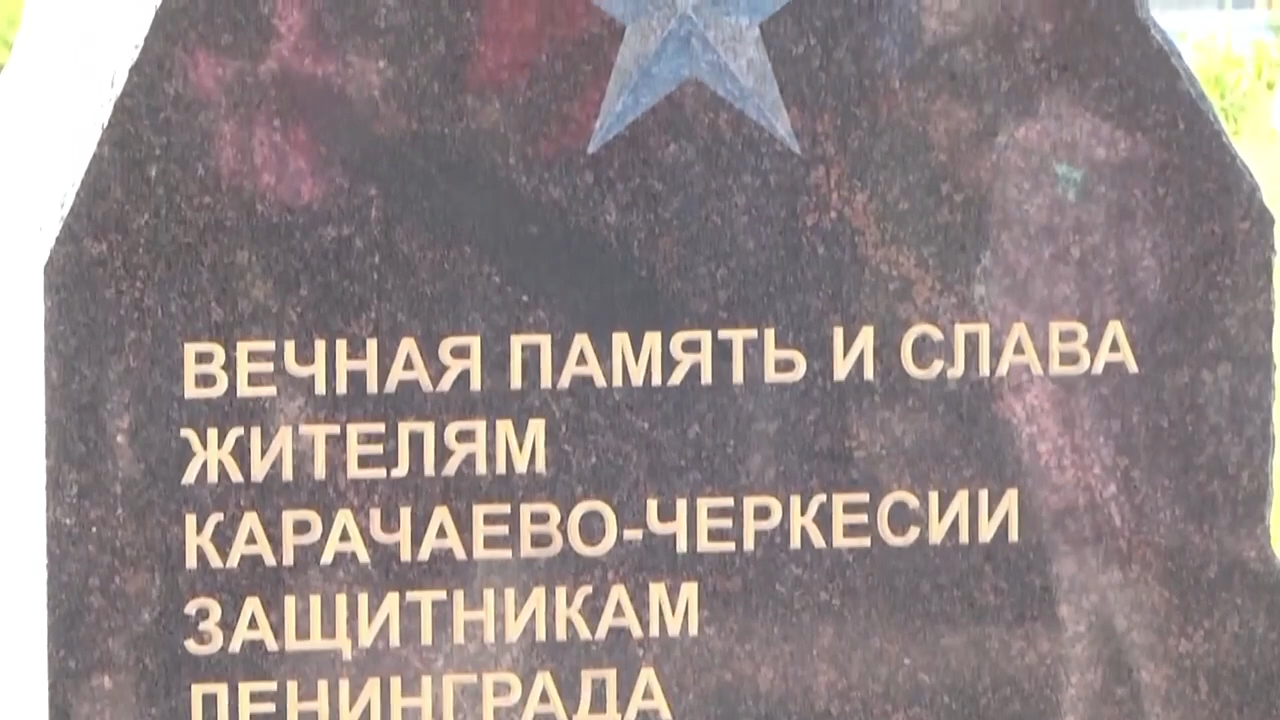 ВЕЧНАЯ ПАМЯТЬ И СЛАВА
ЖИТЕЛЯМ
КАРАЧАЕВО-ЧЕРКЕСИИ
ЗАЩИТНИКАМ
ЛЕНИНГРАДА